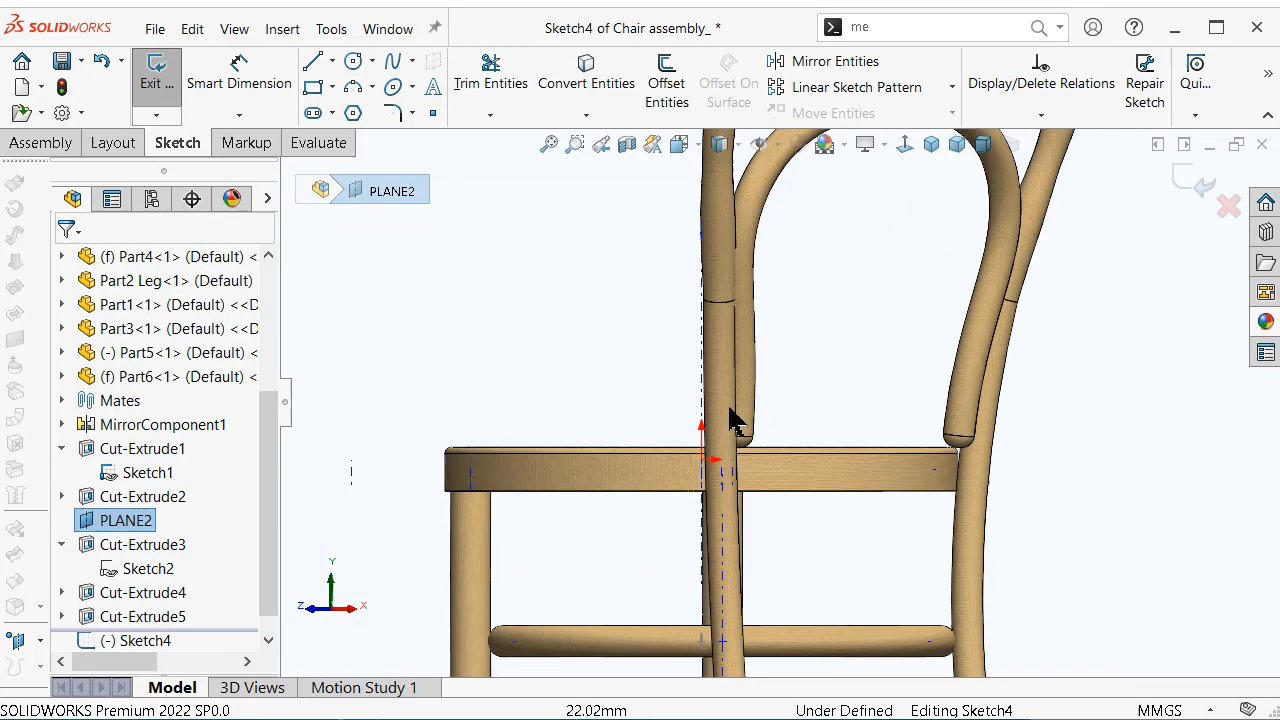 SOLIDWORKS
File
Edit
View
Insert
Tools
Window
Sketch4 of Chair assembly_ *
me
Exit ...
Smart Dimension
Trim Entities
Convert Entities
Offset
Entities
Offset On
Surface
Mirror Entities
Linear Sketch Pattern
Move Entities
Display/Delete Relations
Repair
Sketch
Qui...
Assembly
Layout
Sketch
Markup
Evaluate
PLANE2
(f) Part4<1> (Default) <
Part2 Leg<1> (Default)
Part1<1> (Default) <<D
Part3<1> (Default) <<D
(-) Part5<1> (Default) <
(f) Part6<1> (Default) <
Mates
MirrorComponent1
Cut-Extrude1
Sketch1
Cut-Extrude2
PLANE2
Cut-Extrude3
Sketch2
Cut-Extrude4
Cut-Extrude5
(-) Sketch4
Y
Z
X
Model
3D Views
Motion Study 1
SOLIDWORKS Premium 2022 SP0.0
22.02mm
Under Defined
Editing Sketch4
MMGS